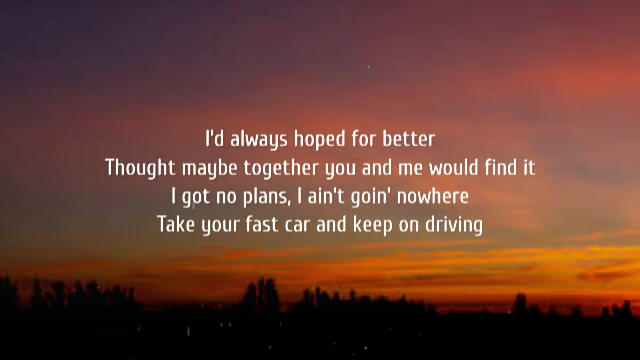 I'd always hoped for better
Thought maybe together you and me would find it
I got no plans, I ain't goin' nowhere
Take your fast car and keep on driving